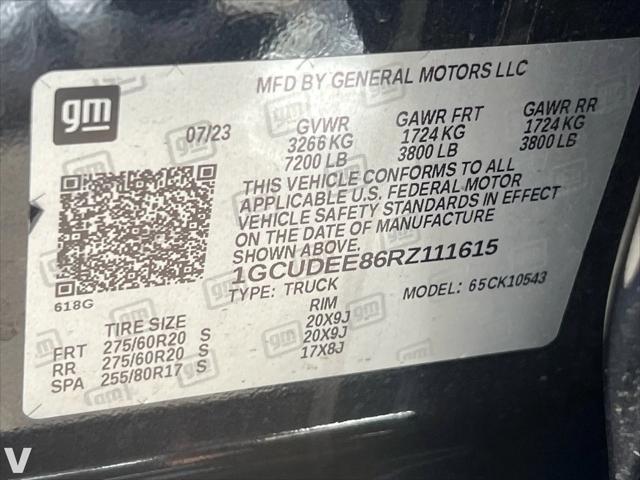 gm
MFD BY GENERAL MOTORS LLC
07/23 GVWR GAWR FRT GAWR RR
3266 KG 1724 KG 1724 KG
7200 LB 3800 LB 3800 LB
THIS VEHICLE CONFORMS TO ALL
APPLICABLE U.S. FEDERAL MOTOR
VEHICLE SAFETY STANDARDS IN EFFECT
ON THE DATE OF MANUFACTURE
SHOWN ABOVE.
1GCUDEE86RZ111615
618G
TYPE: TRUCK MODEL: 65CK10543
TIRE SIZE RIM
FRT 275/60R20 S 20X9J
RR 275/60R20 S 20X9J
SPA 255/80R17 S 17X8J
V